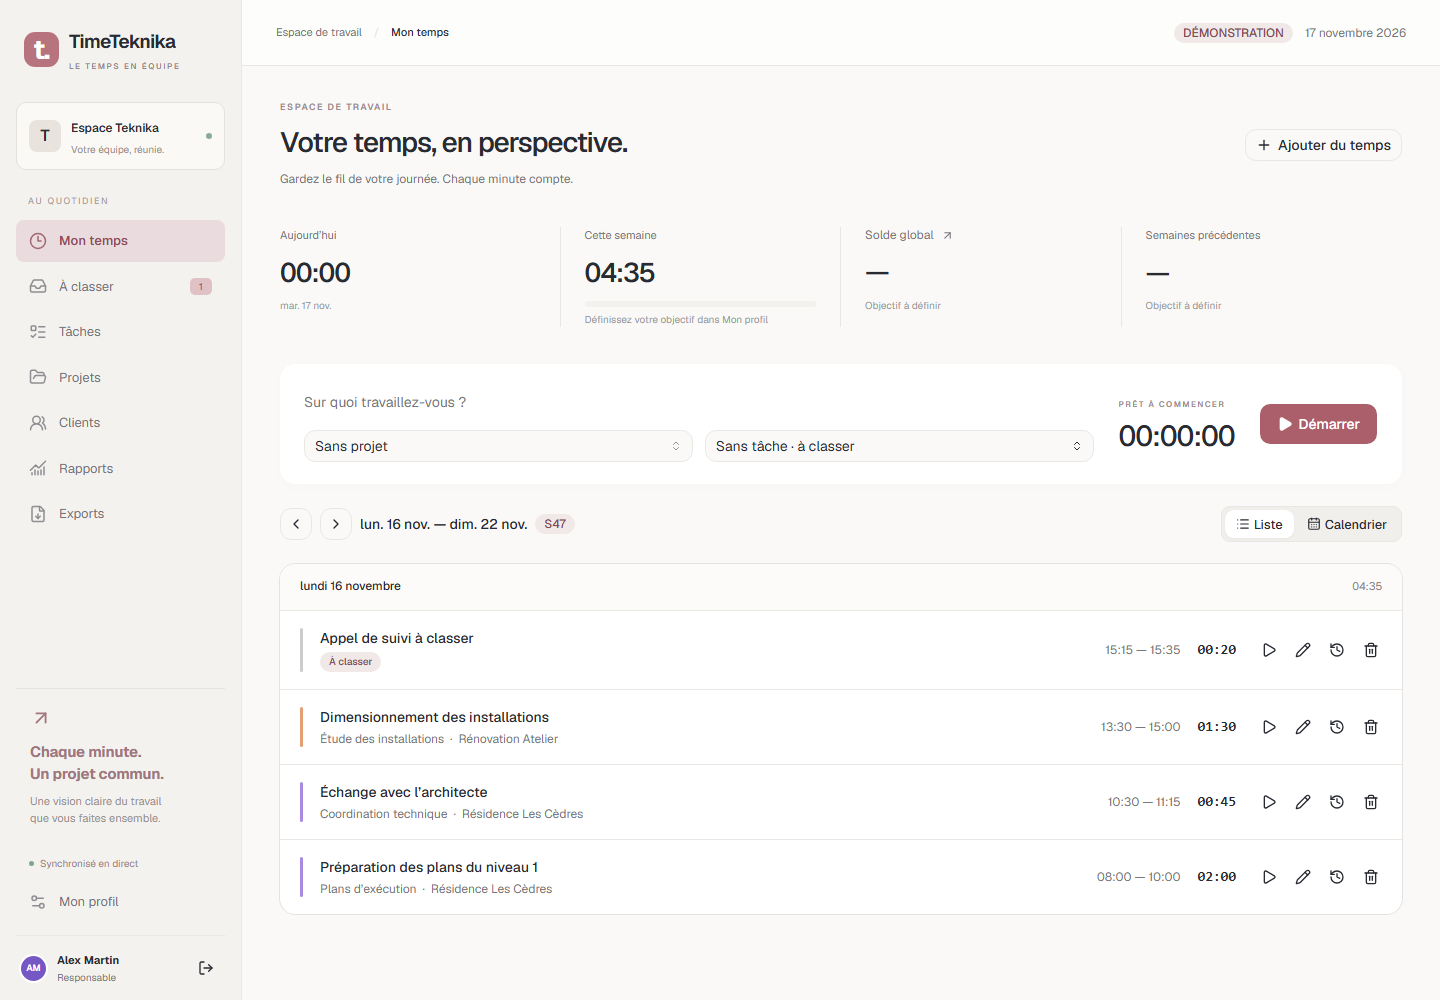 t.
TimeTeknika
LE TEMPS EN ÉQUIPE
T
Espace Teknika
Votre équipe, réunie.
AU QUOTIDIEN
Mon temps
À classer 1
Tâches
Projets
Clients
Rapports
Exports
Chaque minute.
Un projet commun.
Une vision claire du travail
que vous faites ensemble.
Synchronisé en direct
Mon profil
AM
Alex Martin
Responsable
Espace de travail / Mon temps
DÉMONSTRATION 17 novembre 2026
ESPACE DE TRAVAIL
Votre temps, en perspective.
Gardez le fil de votre journée. Chaque minute compte.
+ Ajouter du temps
Aujourd'hui
00:00
mar. 17 nov.
Cette semaine
04:35
Définissez votre objectif dans Mon profil
Solde global
—
Objectif à définir
Semaines précédentes
—
Objectif à définir
Sur quoi travaillez-vous ?
Sans projet
Sans tâche · à classer
PRÊT À COMMENCER
00:00:00
Démarrer
lun. 16 nov. — dim. 22 nov. S47
Liste Calendrier
lundi 16 novembre 04:35
Appel de suivi à classer
À classer
15:15 — 15:35 00:20
Dimensionnement des installations
Étude des installations · Rénovation Atelier
13:30 — 15:00 01:30
Échange avec l'architecte
Coordination technique · Résidence Les Cèdres
10:30 — 11:15 00:45
Préparation des plans du niveau 1
Plans d'exécution · Résidence Les Cèdres
08:00 — 10:00 02:00